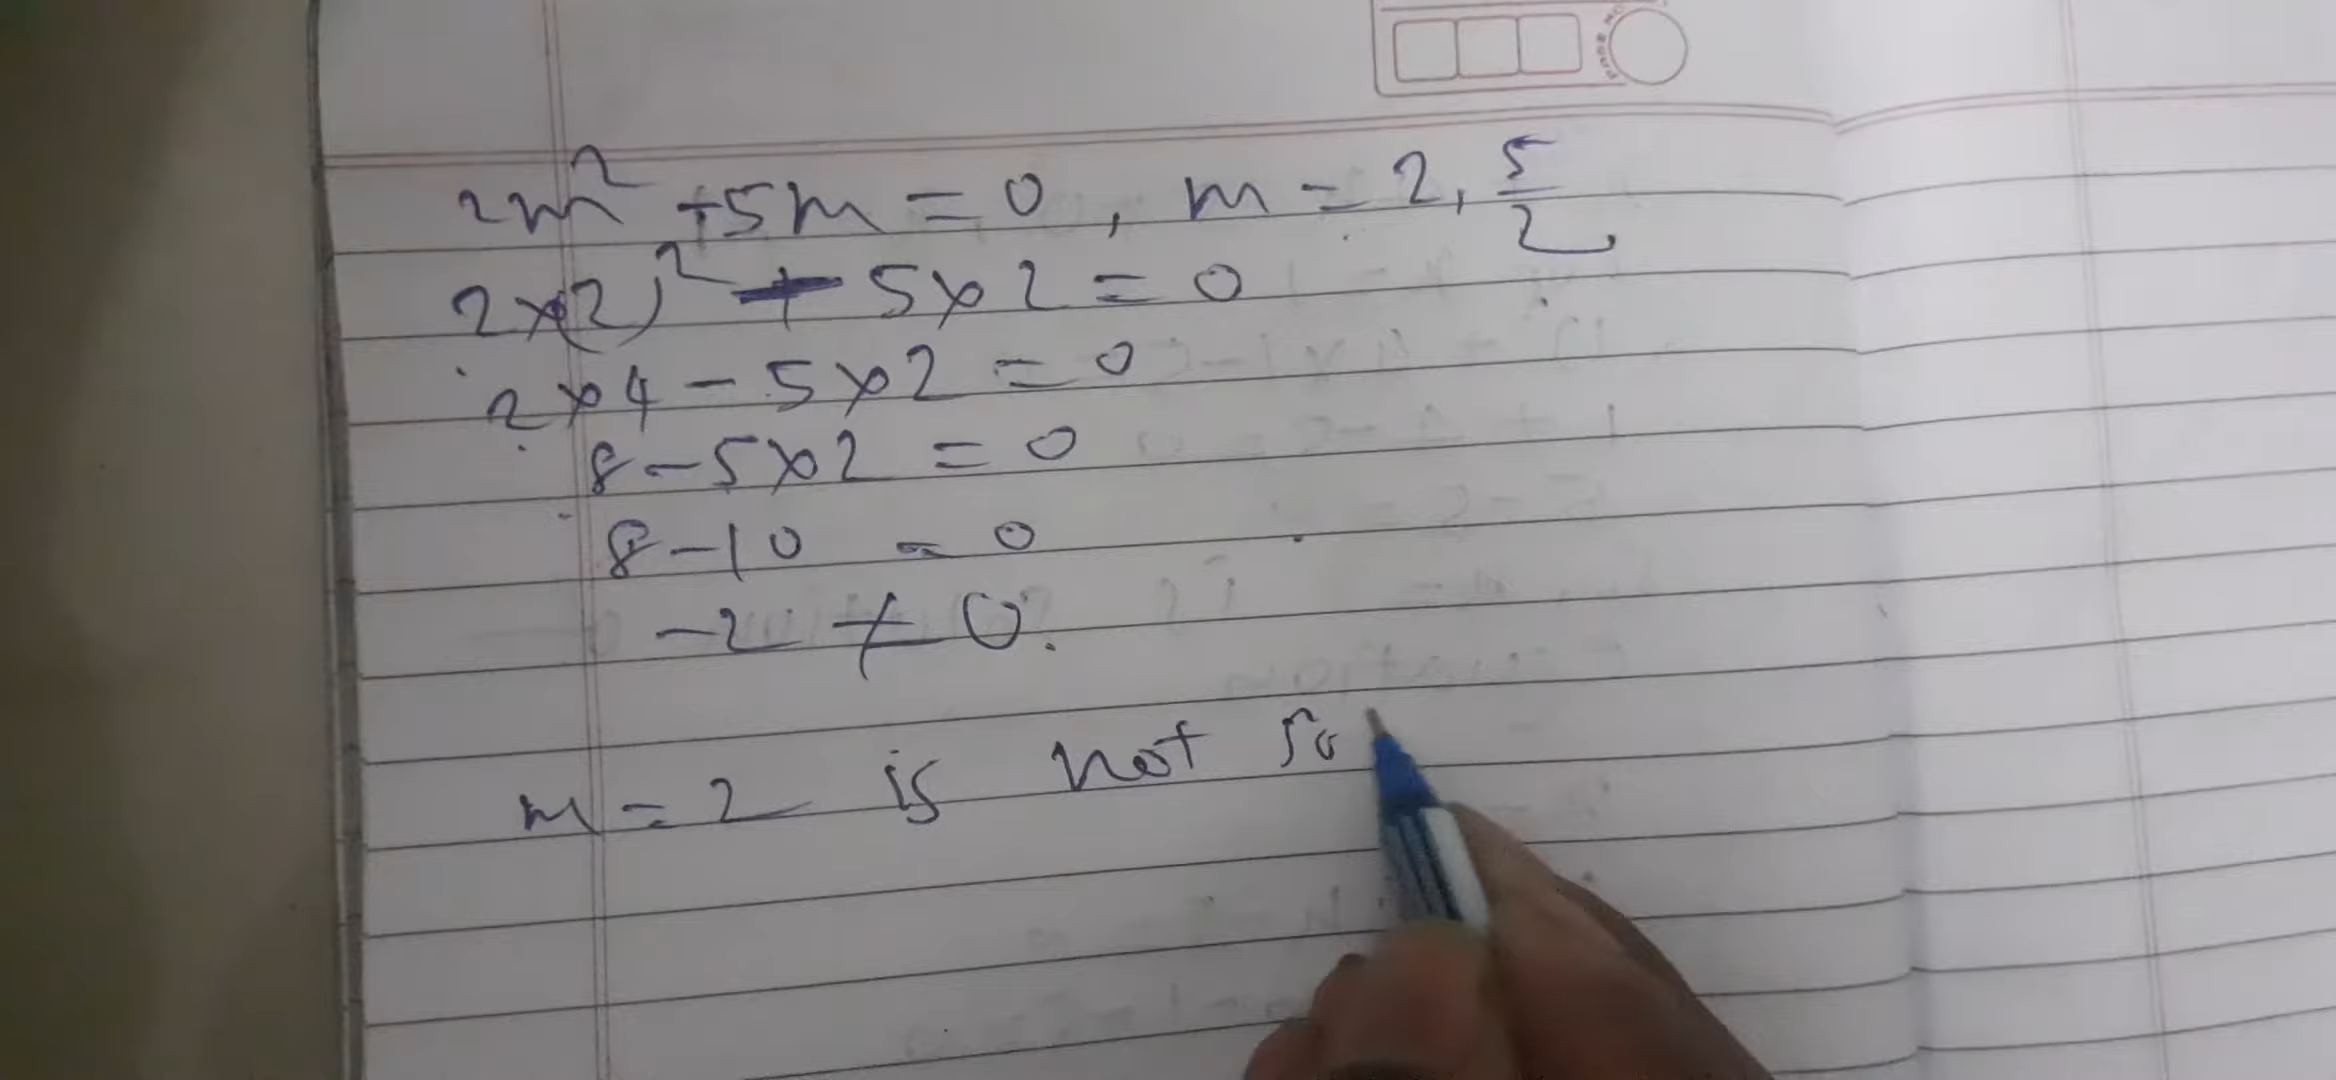 2m² +5m = 0, m = 2, 5/2
2×(2)² + 5×2 = 0
2×4 - 5×2 = 0
8 - 5×2 = 0
8 - 10 = 0
-2 ≠ 0.
m = 2 is not so